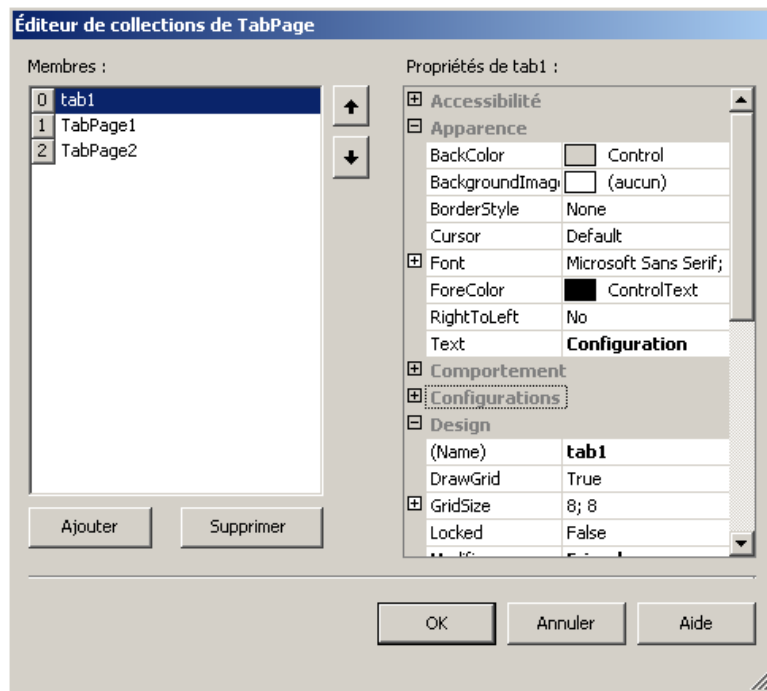 Éditeur de collections de TabPage
Membres :
0 tab1
1 TabPage1
2 TabPage2
Ajouter
Supprimer
Propriétés de tab1 :
Accessibilité
Apparence
BackColor Control
BackgroundImag (aucun)
BorderStyle None
Cursor Default
Font Microsoft Sans Serif;
ForeColor ControlText
RightToLeft No
Text Configuration
Comportement
Configurations
Design
(Name) tab1
DrawGrid True
GridSize 8; 8
Locked False
OK
Annuler
Aide